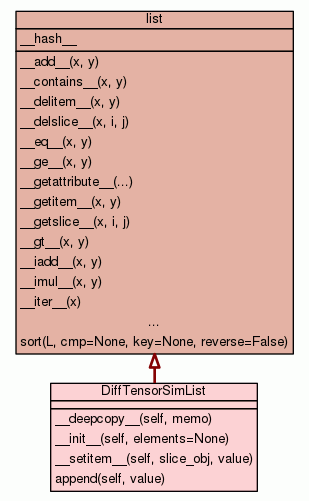 list
__hash__
__add__(x, y)
__contains__(x, y)
__delitem__(x, y)
__delslice__(x, i, j)
__eq__(x, y)
__ge__(x, y)
__getattribute__(...)
__getitem__(x, y)
__getslice__(x, i, j)
__gt__(x, y)
__iadd__(x, y)
__imul__(x, y)
__iter__(x)
...
sort(L, cmp=None, key=None, reverse=False)
DiffTensorSimList
__deepcopy__(self, memo)
__init__(self, elements=None)
__setitem__(self, slice_obj, value)
append(self, value)